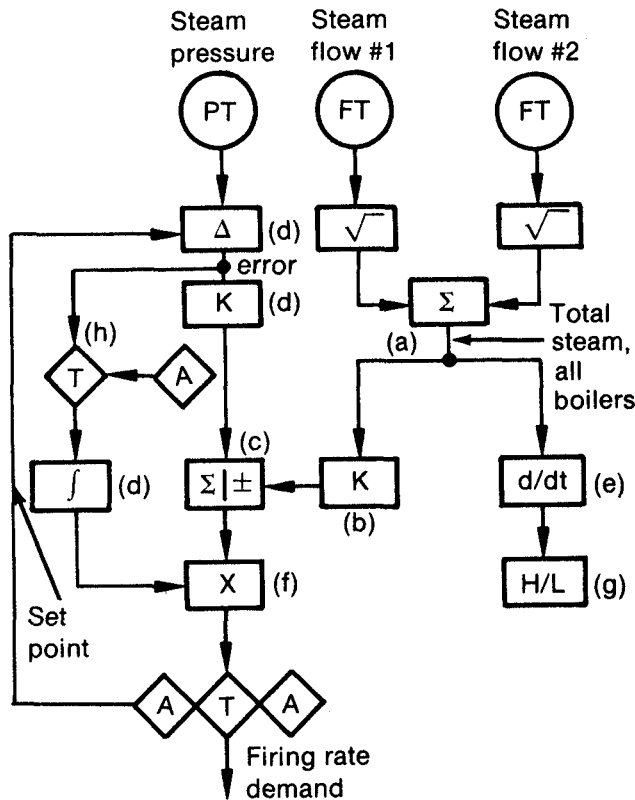 Steam
pressure
Steam
flow #1
Steam
flow #2
PT
FT
FT
Δ
(d)
√
√
error
K
(d)
Σ
(h)
(a)
Total
steam,
all
boilers
T
A
(c)
∫
(d)
Σ | ±
K
(b)
d/dt
(e)
X
(f)
H/L
(g)
Set
point
A
T
A
Firing rate
demand